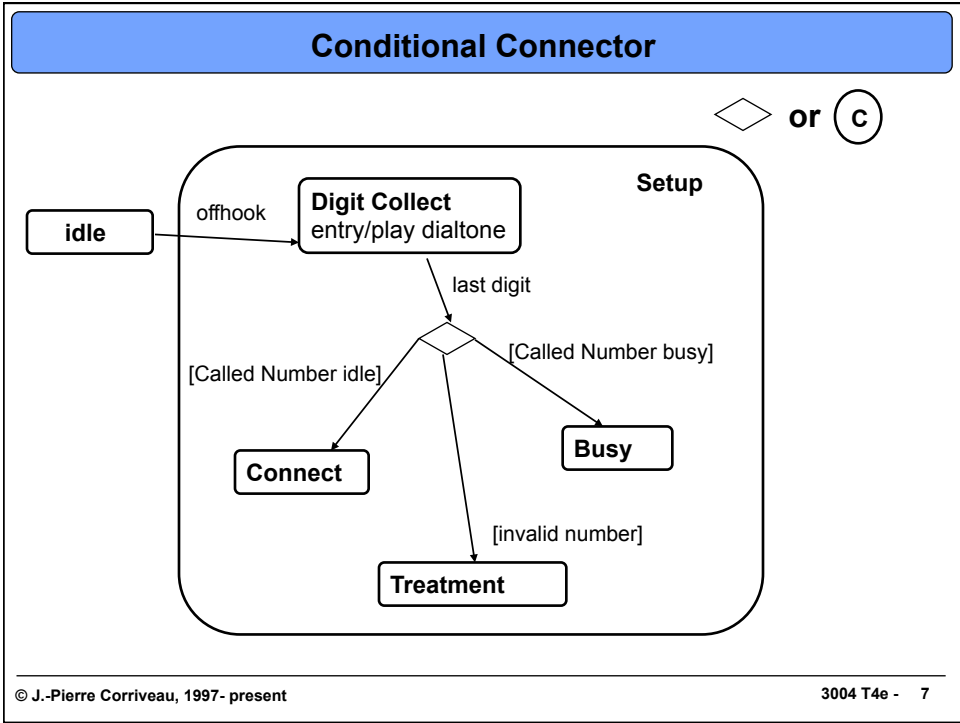 Conditional Connector
or C
Setup
idle
offhook
Digit Collect
entry/play dialtone
last digit
[Called Number idle]
[Called Number busy]
Connect
Busy
[invalid number]
Treatment
© J.-Pierre Corriveau, 1997- present
3004 T4e - 7